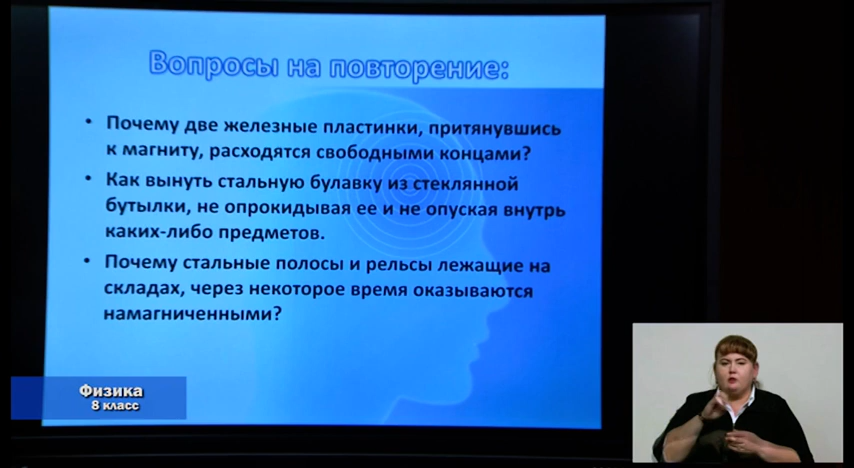 Вопросы на повторение:
• Почему две железные пластинки, притянувшись
к магниту, расходятся свободными концами?
• Как вынуть стальную булавку из стеклянной
бутылки, не опрокидывая ее и не опуская внутрь
каких-либо предметов.
• Почему стальные полосы и рельсы лежащие на
складах, через некоторое время оказываются
намагниченными?
Физика
8 класс